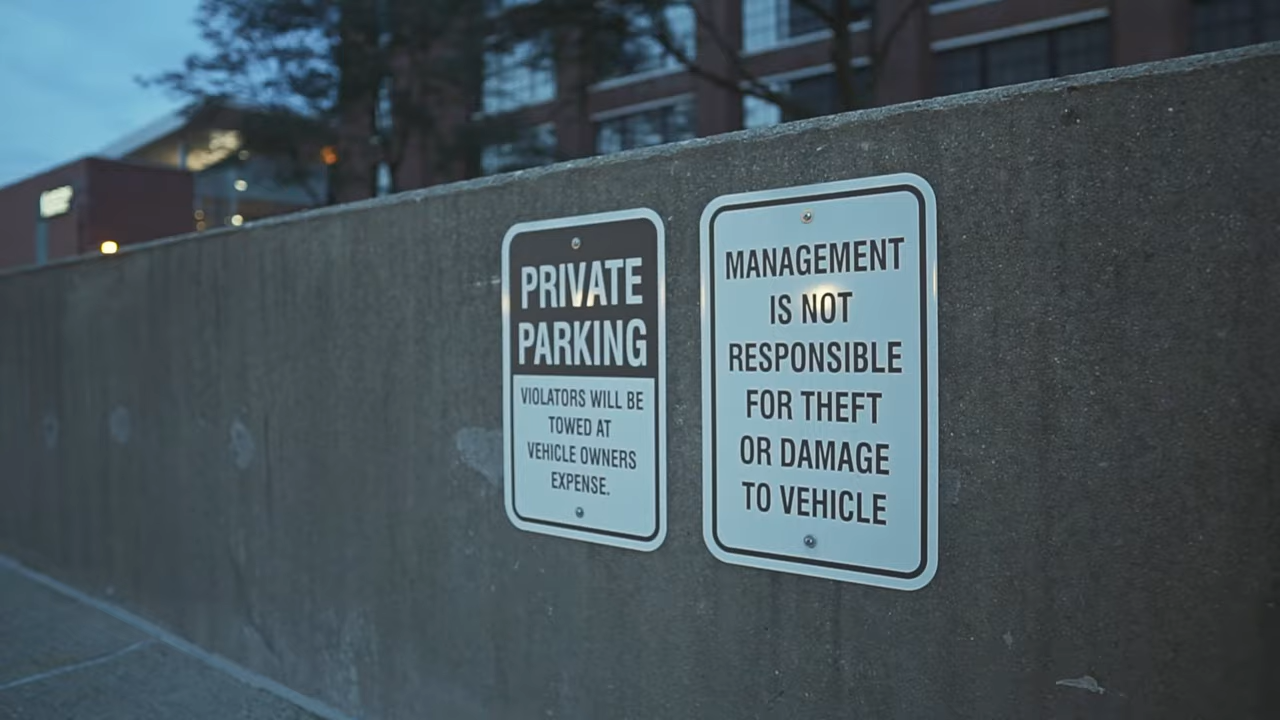 PRIVATE
PARKING
VIOLATORS WILL BE
TOWED AT
VEHICLE OWNERS
EXPENSE.
MANAGEMENT
IS NOT
RESPONSIBLE
FOR THEFT
OR DAMAGE
TO VEHICLE